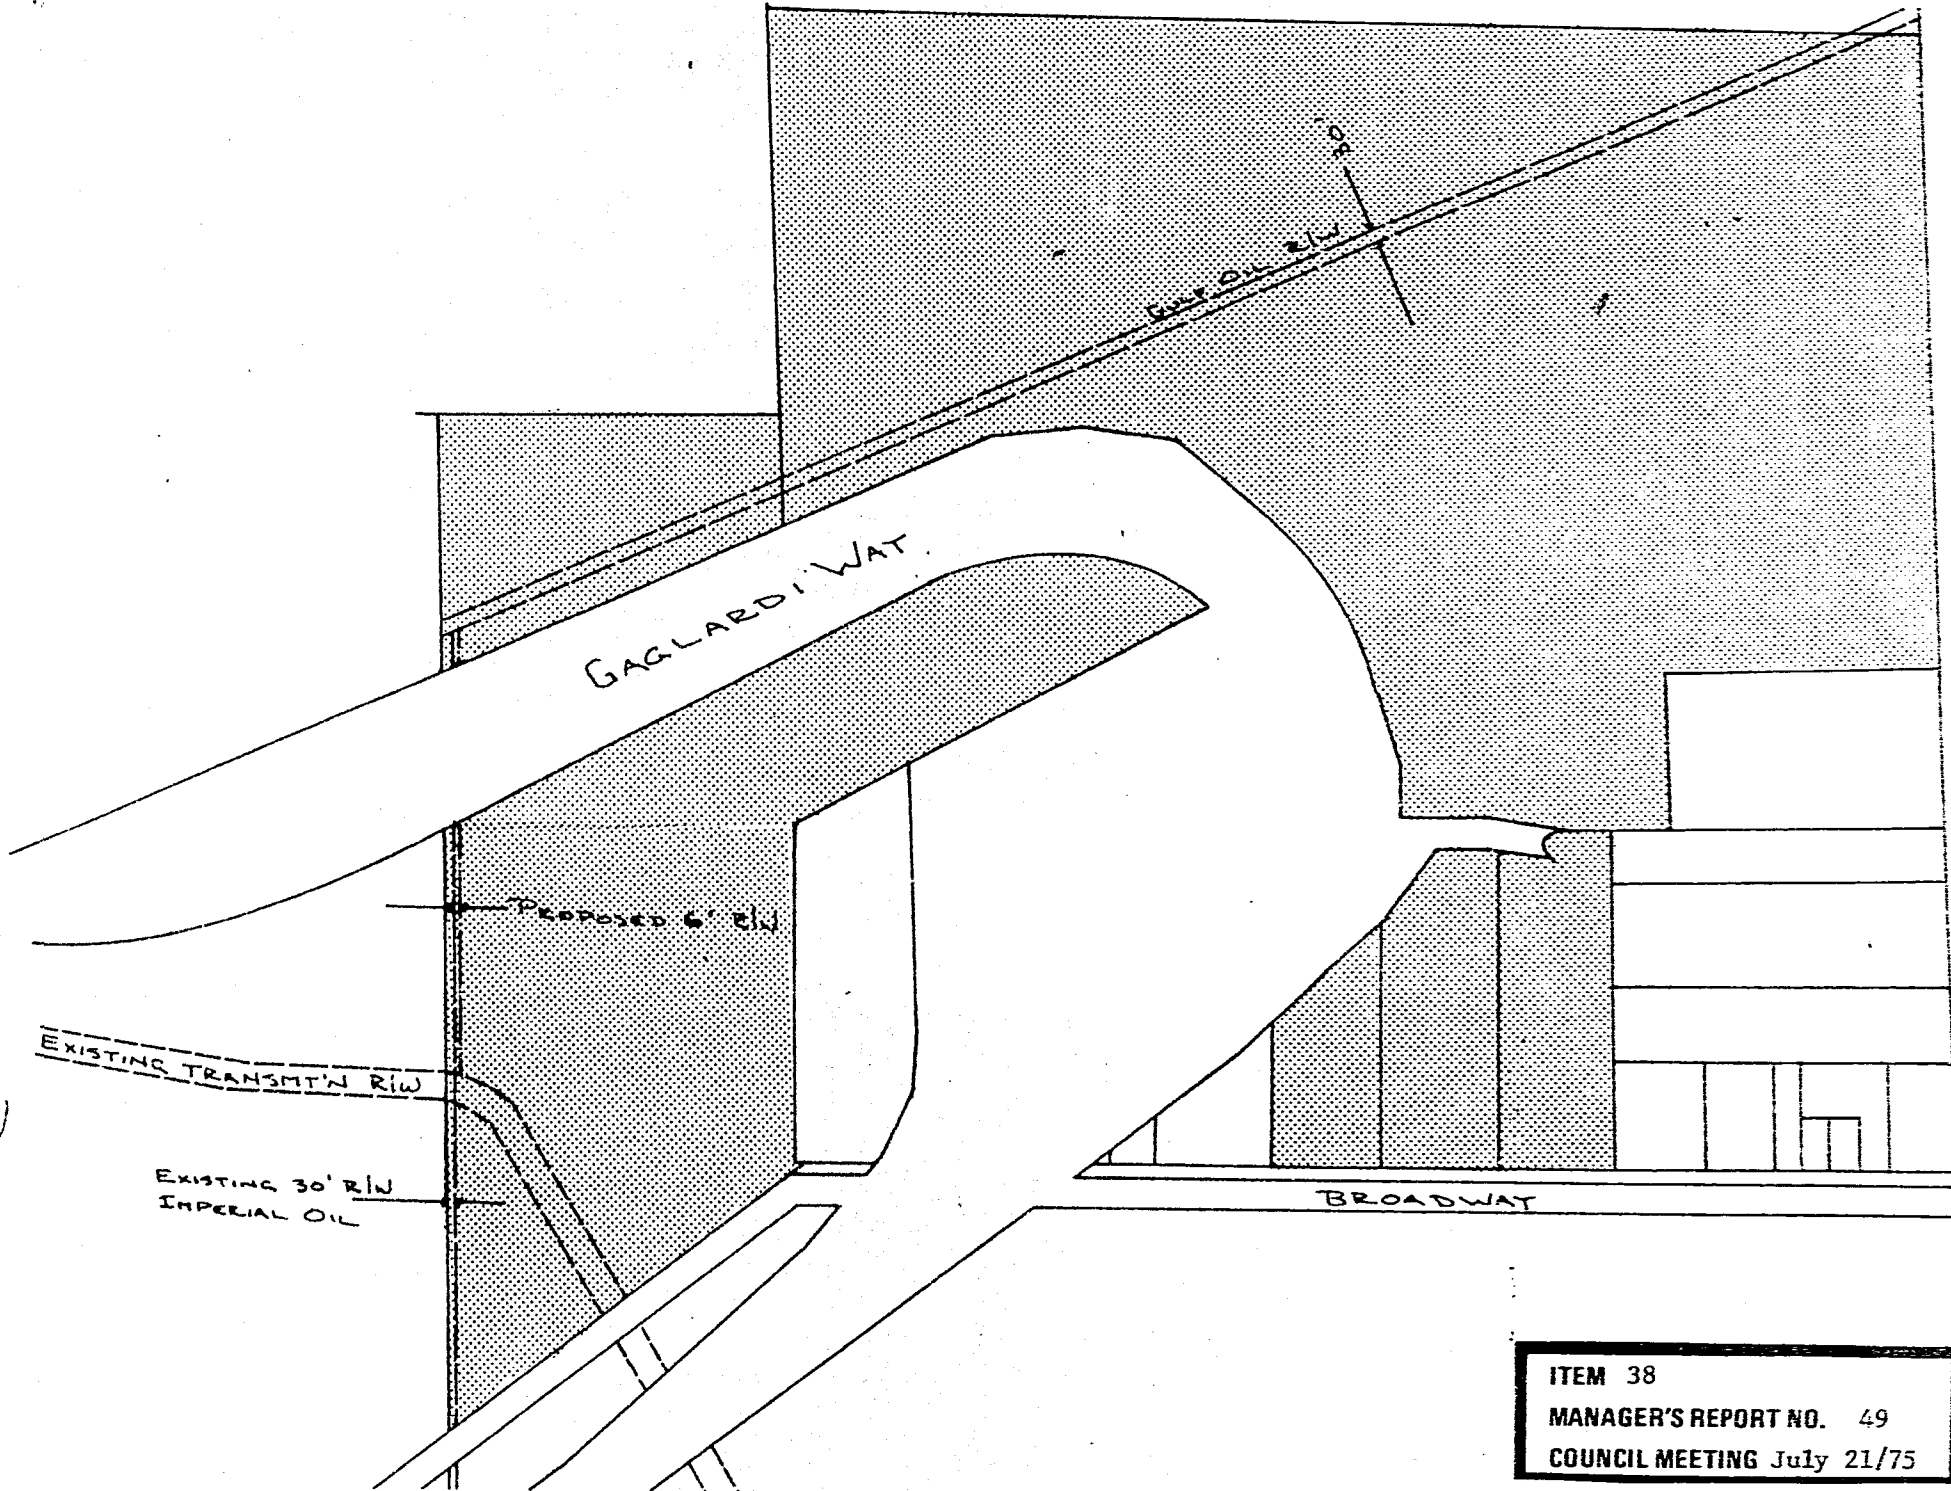 30'
GULF OIL R/W
GAGLARDI WAY
PROPOSED 6' R/W
EXISTING TRANSMT'N R/W
EXISTING 30' R/W
IMPERIAL OIL
BROADWAY
ITEM 38
MANAGER'S REPORT NO. 49
COUNCIL MEETING July 21/75